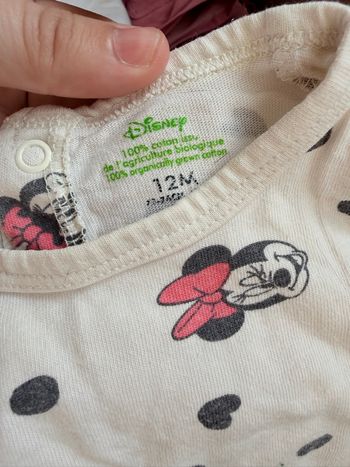 Disney
100% coton issu
de l'agriculture biologique
100% organically grown cotton
12M